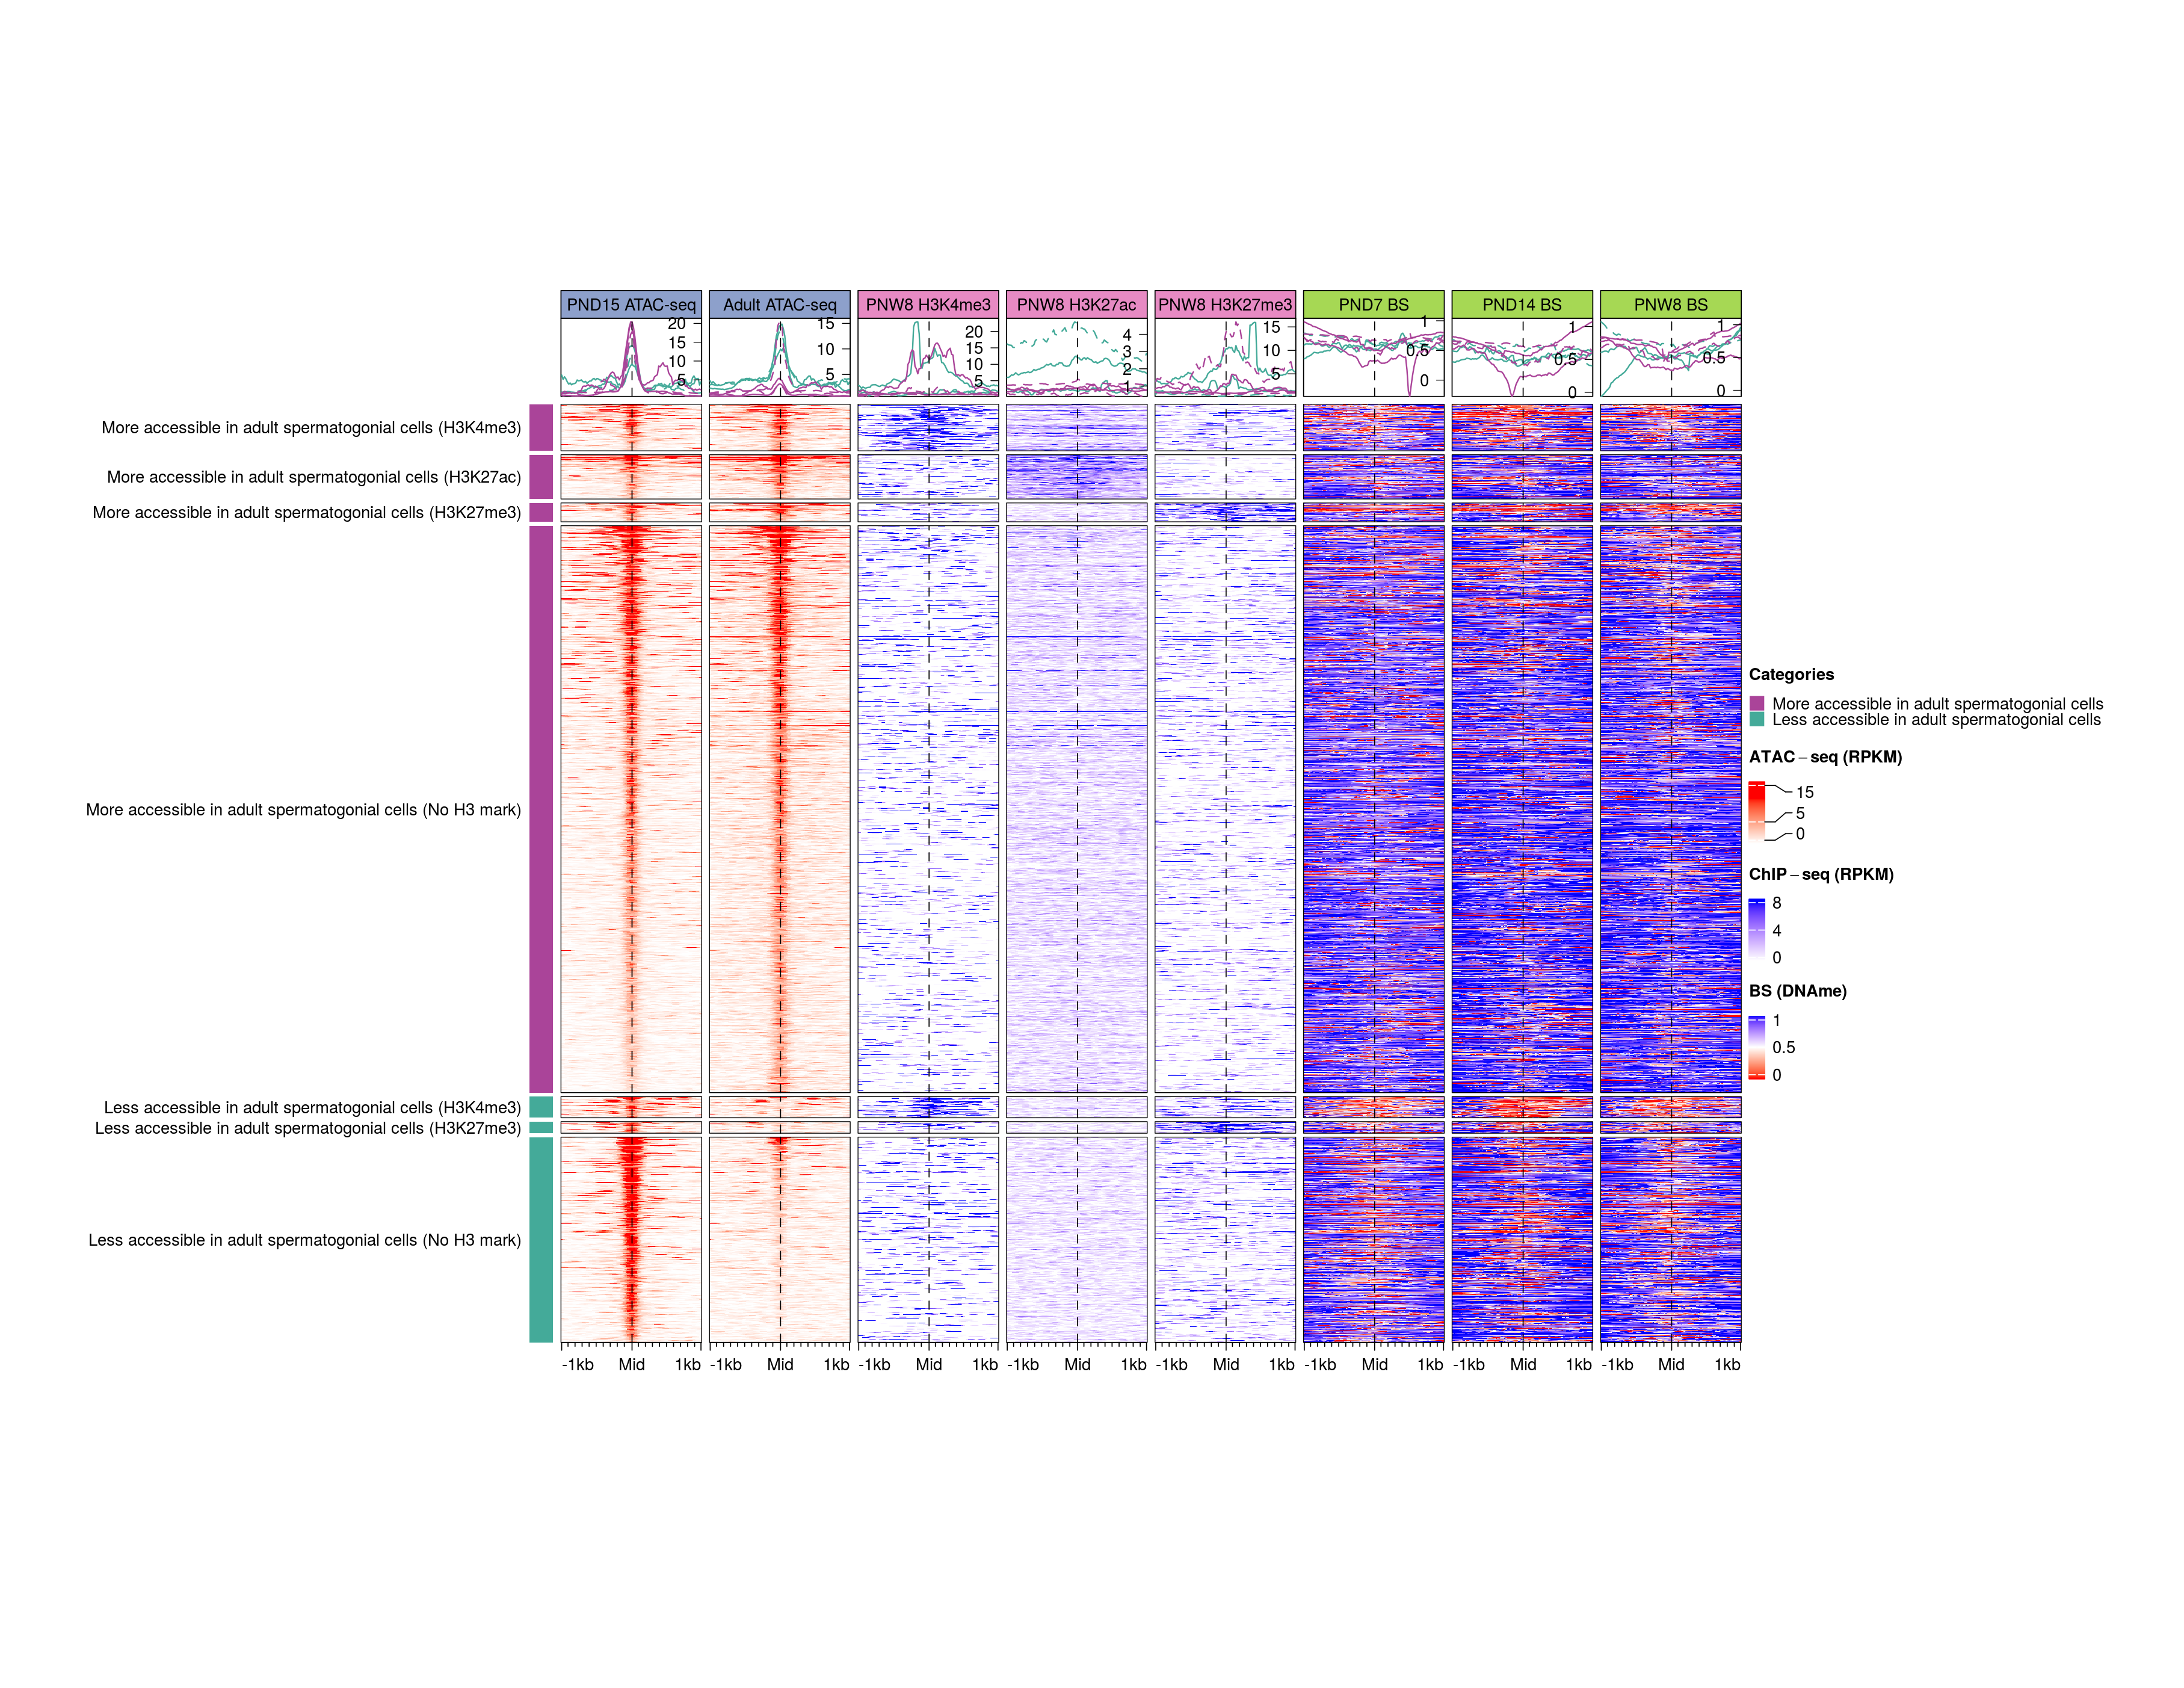 PND15 ATAC-seq Adult ATAC-seq PNW8 H3K4me3 PNW8 H3K27ac PNW8 H3K27me3 PND7 BS PND14 BS PNW8 BS
20
15
10
5
15
10
5
20
15
10
5
4
3
2
1
15
10
5
1
0.5
0
1
0.5
0
1
0.5
0
More accessible in adult spermatogonial cells (H3K4me3)
More accessible in adult spermatogonial cells (H3K27ac)
More accessible in adult spermatogonial cells (H3K27me3)
More accessible in adult spermatogonial cells (No H3 mark)
Less accessible in adult spermatogonial cells (H3K4me3)
Less accessible in adult spermatogonial cells (H3K27me3)
Less accessible in adult spermatogonial cells (No H3 mark)
-1kb Mid 1kb -1kb Mid 1kb -1kb Mid 1kb -1kb Mid 1kb -1kb Mid 1kb -1kb Mid 1kb -1kb Mid 1kb -1kb Mid 1kb
Categories
More accessible in adult spermatogonial cells
Less accessible in adult spermatogonial cells
ATAC–seq (RPKM)
15
5
0
ChIP–seq (RPKM)
8
4
0
BS (DNAme)
1
0.5
0